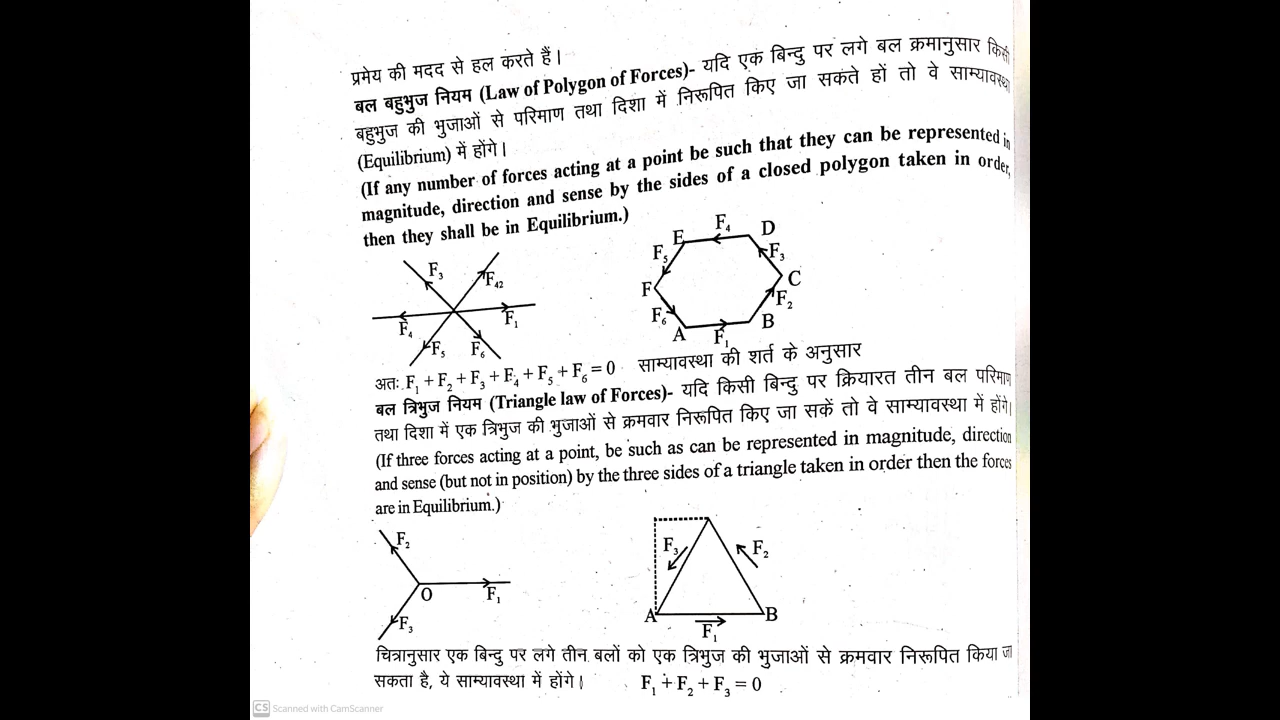 प्रमेय की मदद से हल करते हैं।
बल बहुभुज नियम (Law of Polygon of Forces)- यदि एक बिन्दु पर लगे बल क्रमानुसार किसी
बहुभुज की भुजाओं से परिमाण तथा दिशा में निरूपित किए जा सकते हों तो वे साम्यावस्था
(Equilibrium) में होंगे।
(If any number of forces acting at a point be such that they can be represented in
magnitude, direction and sense by the sides of a closed polygon taken in order,
then they shall be in Equilibrium.)
F₃ F₄₂ F₁ F₄ F₅ F₆
E F₄ D F₅ F₃ F C F₆ F₂ A F₁ B
अतः F₁ + F₂ + F₃ + F₄ + F₅ + F₆ = 0 साम्यावस्था की शर्त के अनुसार
बल त्रिभुज नियम (Triangle law of Forces)- यदि किसी बिन्दु पर क्रियारत तीन बल परिमाण
तथा दिशा में एक त्रिभुज की भुजाओं से क्रमवार निरूपित किए जा सकें तो वे साम्यावस्था में होंगे।
(If three forces acting at a point, be such as can be represented in magnitude, direction
and sense (but not in position) by the three sides of a triangle taken in order then the forces
are in Equilibrium.)
F₂ O F₁ F₃
F₃ F₂ A B F₁
चित्रानुसार एक बिन्दु पर लगे तीन बलों को एक त्रिभुज की भुजाओं से क्रमवार निरूपित किया जा
सकता है, ये साम्यावस्था में होंगे। F₁ + F₂ + F₃ = 0
CS Scanned with CamScanner